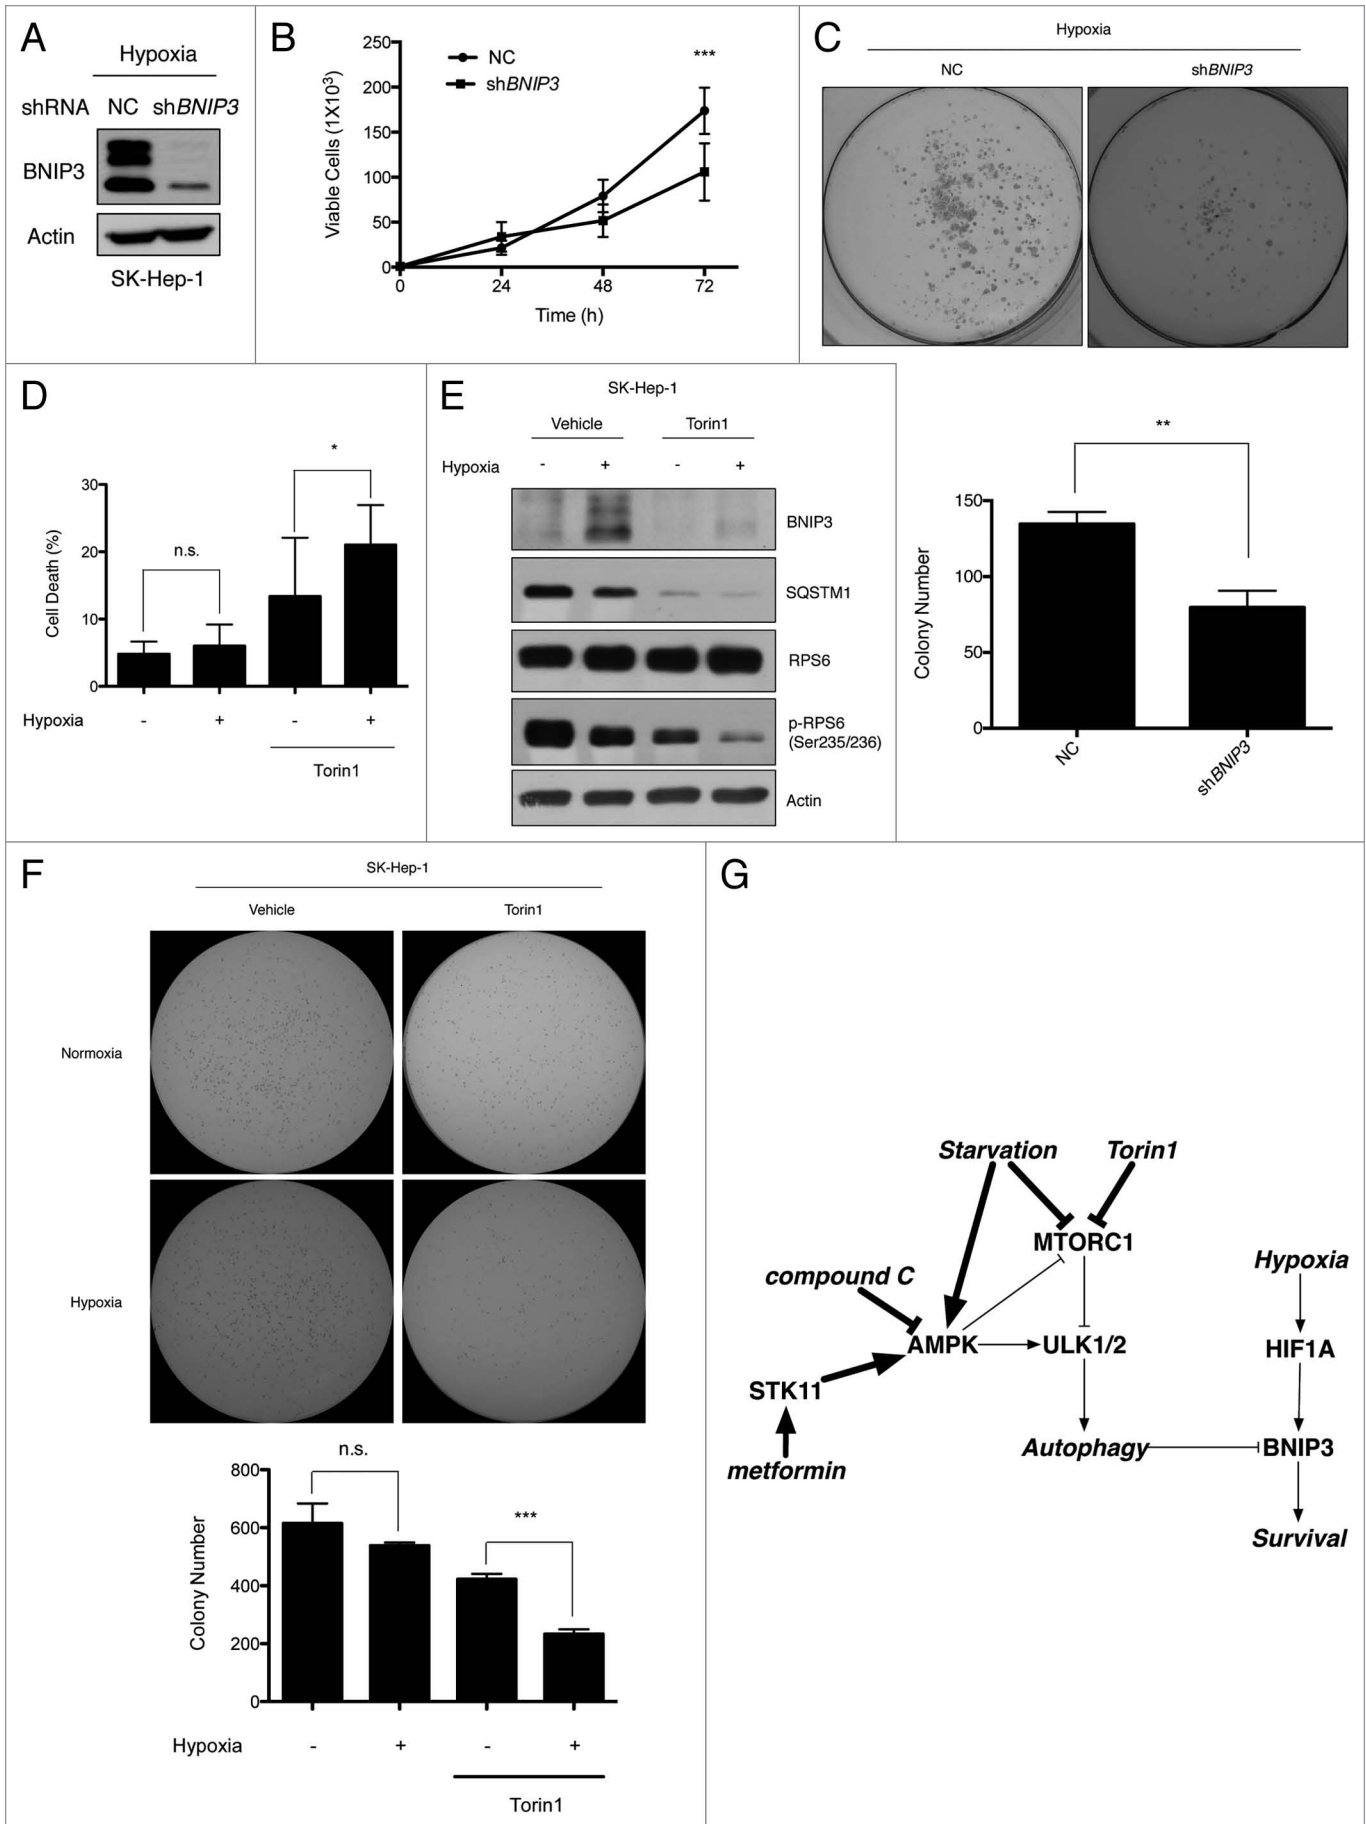 A
Hypoxia
shRNA NC shBNIP3
BNIP3
Actin
SK-Hep-1
B
NC
shBNIP3
***
Viable Cells (1X10³)
250
200
150
100
50
0
0 24 48 72
Time (h)
C
Hypoxia
NC shBNIP3
**
Colony Number
150
100
50
0
NC
shBNIP3
D
*
n.s.
Cell Death (%)
30
20
10
0
Hypoxia - + - +
Torin1
E
SK-Hep-1
Vehicle Torin1
Hypoxia - + - +
BNIP3
SQSTM1
RPS6
p-RPS6
(Ser235/236)
Actin
F
SK-Hep-1
Vehicle Torin1
Normoxia
Hypoxia
n.s.
***
Colony Number
800
600
400
200
0
Hypoxia - + - +
Torin1
G
Starvation Torin1
MTORC1
Hypoxia
compound C
AMPK ULK1/2 HIF1A
STK11
Autophagy BNIP3
metformin
Survival